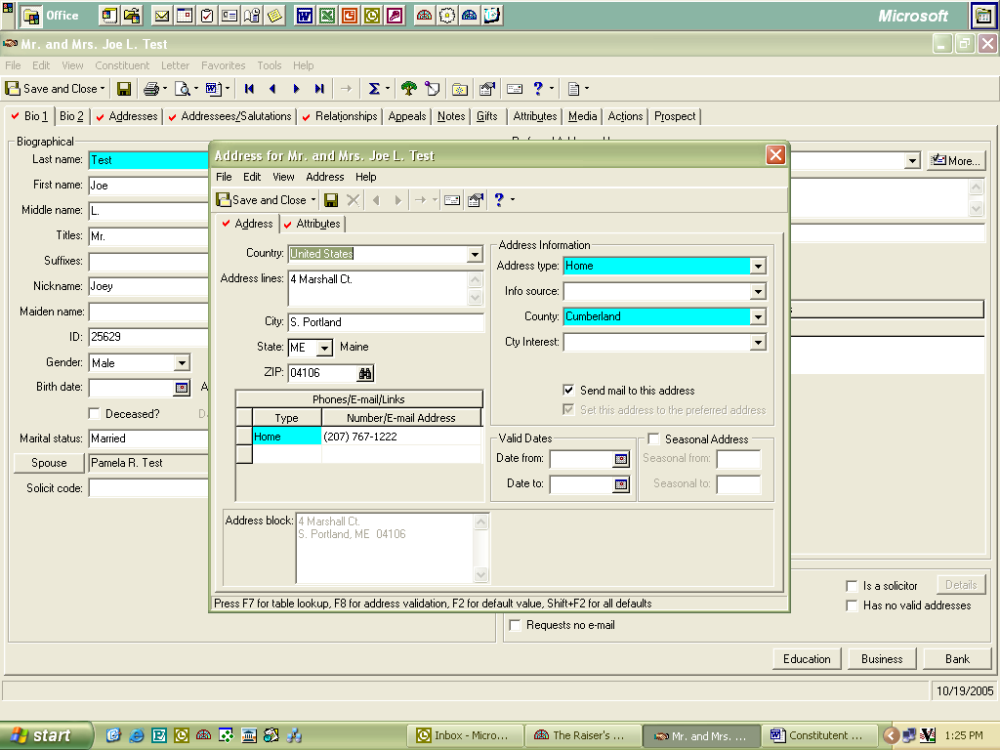 Office
Microsoft
Mr. and Mrs. Joe L. Test
File Edit View Constituent Letter Favorites Tools Help
Save and Close
Bio 1 Bio 2 Addresses Addressees/Salutations Relationships Appeals Notes Gifts Attributes Media Actions Prospect
Biographical
Last name: Test
First name: Joe
Middle name: L.
Titles: Mr.
Suffixes:
Nickname: Joey
Maiden name:
ID: 25629
Gender: Male
Birth date:
Deceased?
Marital status: Married
Spouse Pamela R. Test
Solicit code:
More...
Address for Mr. and Mrs. Joe L. Test
File Edit View Address Help
Save and Close
Address Attributes
Country: United States
Address lines: 4 Marshall Ct.
City: S. Portland
State: ME Maine
ZIP: 04106
Phones/E-mail/Links
Type Number/E-mail Address
Home (207) 767-1222
Address Information
Address type: Home
Info source:
County: Cumberland
Cty Interest:
Send mail to this address
Set this address to the preferred address
Valid Dates
Date from:
Date to:
Seasonal Address
Seasonal from:
Seasonal to:
Address block: 4 Marshall Ct.
S. Portland, ME 04106
Press F7 for table lookup, F8 for address validation, F2 for default value, Shift+F2 for all defaults
Is a solicitor Details
Has no valid addresses
Requests no e-mail
Education Business Bank
10/19/2005
start Inbox - Micro... The Raiser's ... Mr. and Mrs. ... Constitutent ... 1:25 PM